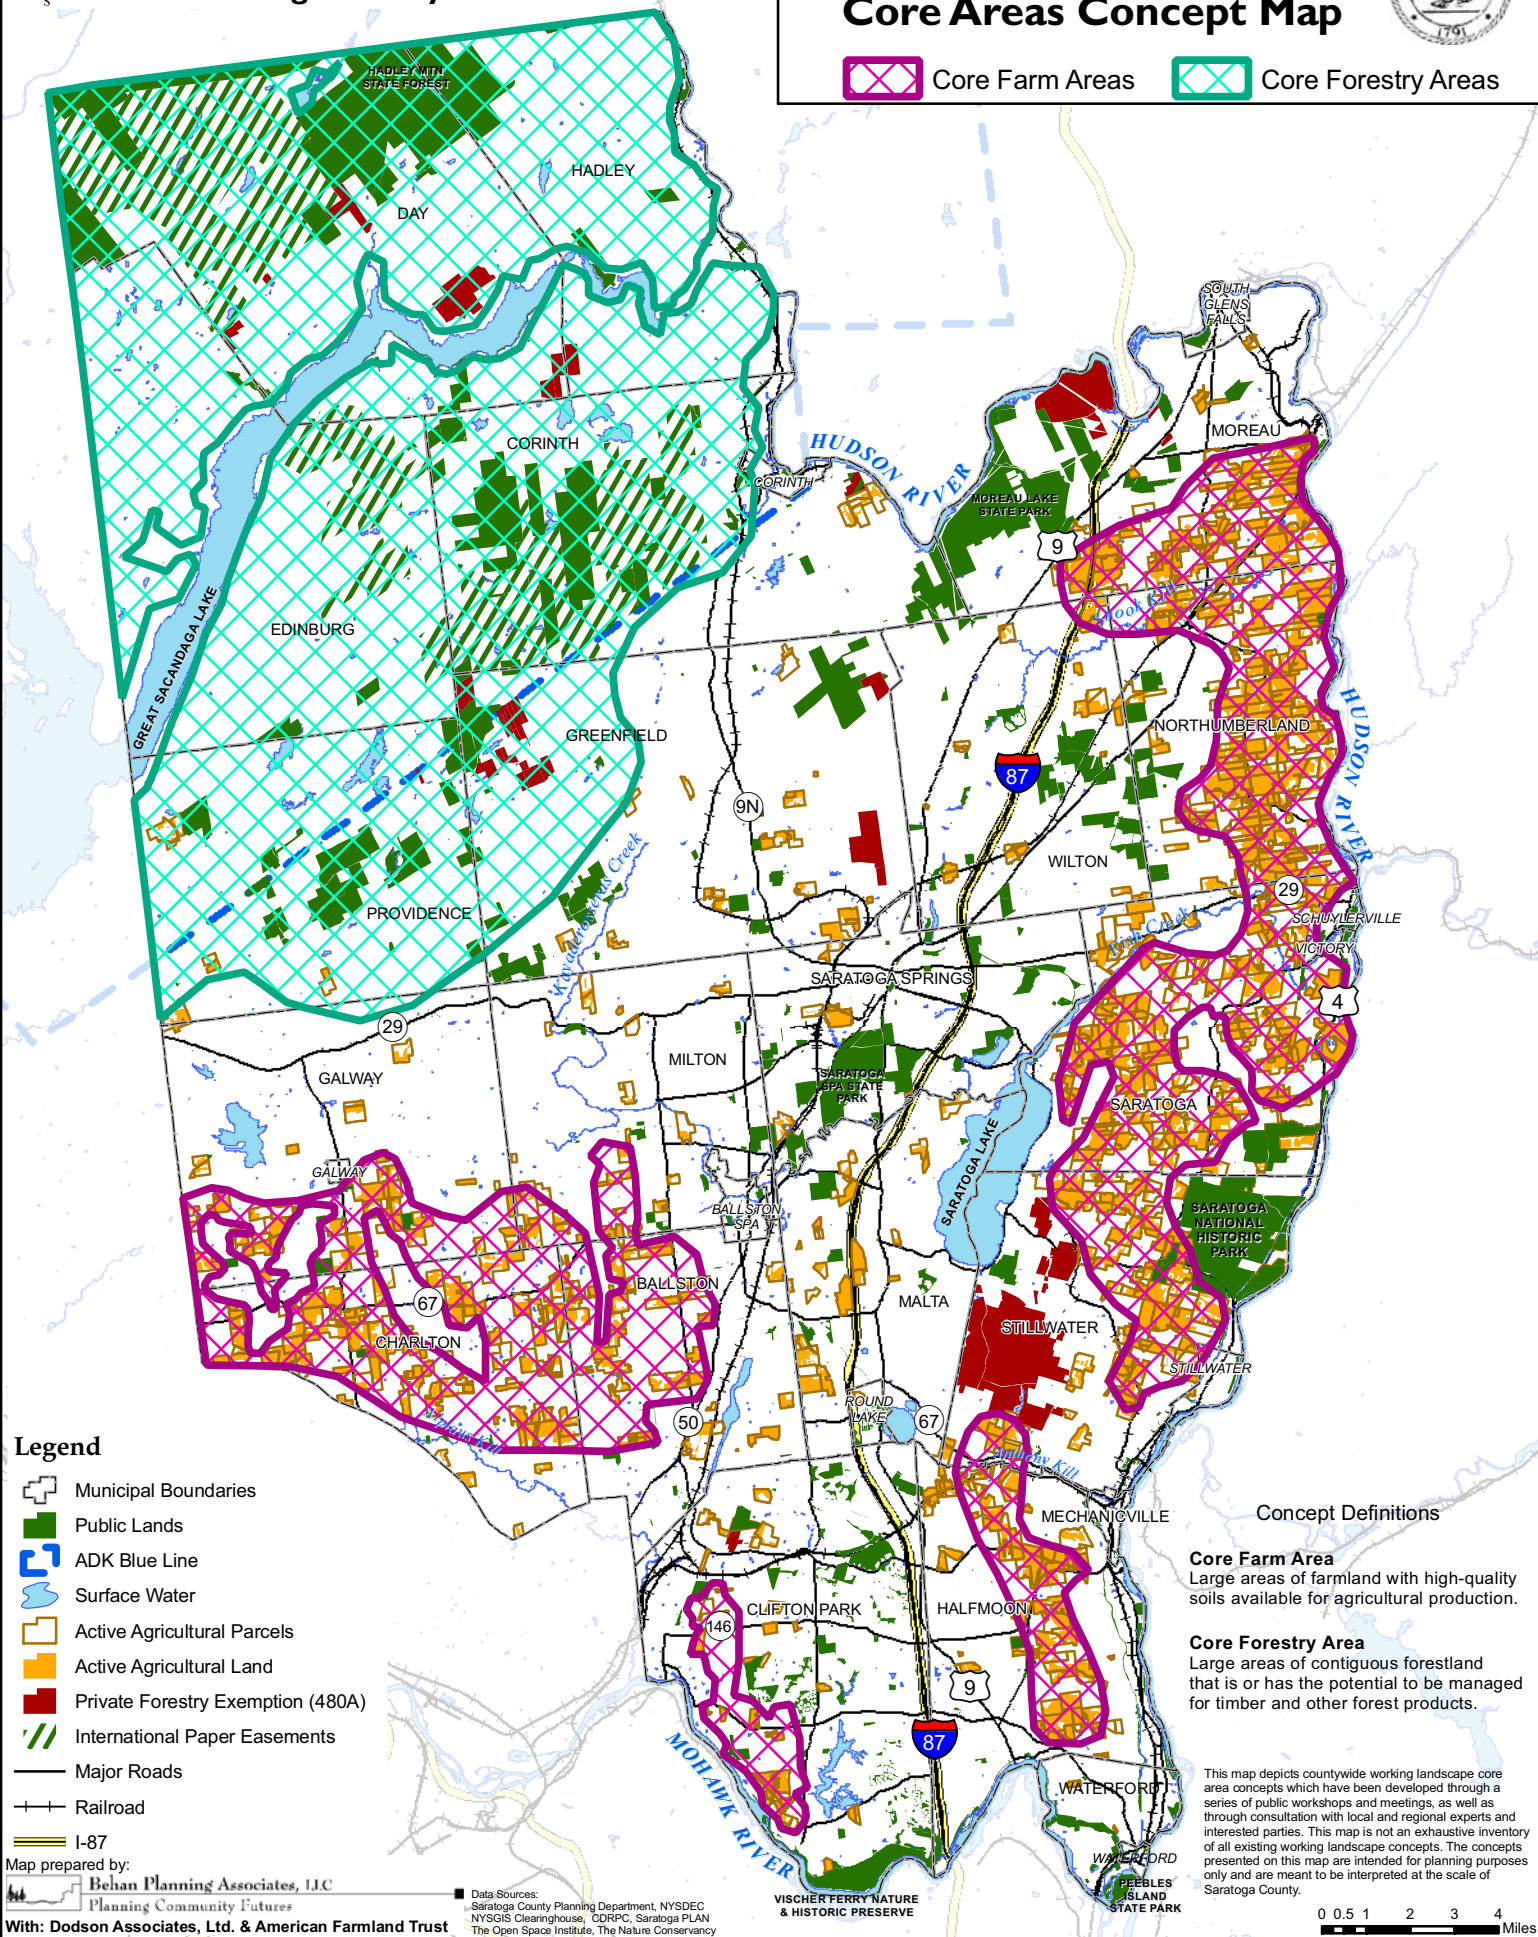 Core Areas Concept Map
1791
Core Farm Areas
Core Forestry Areas
HADLEY MTN
STATE FOREST
HADLEY
DAY
SOUTH
GLENS
FALLS
MOREAU
CORINTH
HUDSON RIVER
CORINTH
MOREAU LAKE
STATE PARK
9
Snook Kill
EDINBURG
GREAT SACANDAGA LAKE
GREENFIELD
NORTHUMBERLAND
HUDSON RIVER
87
9N
WILTON
Kayaderosseras Creek
29
PROVIDENCE
Fish Creek
SCHUYLERVILLE
VICTORY
SARATOGA SPRINGS
4
29
MILTON
GALWAY
SARATOGA
SPA STATE
PARK
SARATOGA
SARATOGA LAKE
GALWAY
BALLSTON
SPA
SARATOGA
NATIONAL
HISTORIC
PARK
BALLSTON
67
MALTA
STILLWATER
CHARLTON
STILLWATER
ROUND
LAKE
67
50
Anthony Kill
MECHANICVILLE
CLIFTON PARK
HALFMOON
146
9
87
MOHAWK RIVER
WATERFORD
WATERFORD
PEEBLES
ISLAND
STATE PARK
VISCHER FERRY NATURE
& HISTORIC PRESERVE
Legend
Municipal Boundaries
Public Lands
ADK Blue Line
Surface Water
Active Agricultural Parcels
Active Agricultural Land
Private Forestry Exemption (480A)
International Paper Easements
Major Roads
Railroad
I-87
Map prepared by:
Behan Planning Associates, LLC
Planning Community Futures
With: Dodson Associates, Ltd. & American Farmland Trust
Data Sources:
Saratoga County Planning Department, NYSDEC
NYSGIS Clearinghouse, CDRPC, Saratoga PLAN
The Open Space Institute, The Nature Conservancy
Concept Definitions
Core Farm Area
Large areas of farmland with high-quality
soils available for agricultural production.
Core Forestry Area
Large areas of contiguous forestland
that is or has the potential to be managed
for timber and other forest products.
This map depicts countywide working landscape core
area concepts which have been developed through a
series of public workshops and meetings, as well as
through consultation with local and regional experts and
interested parties. This map is not an exhaustive inventory
of all existing working landscape concepts. The concepts
presented on this map are intended for planning purposes
only and are meant to be interpreted at the scale of
Saratoga County.
0 0.5 1 2 3 4
Miles